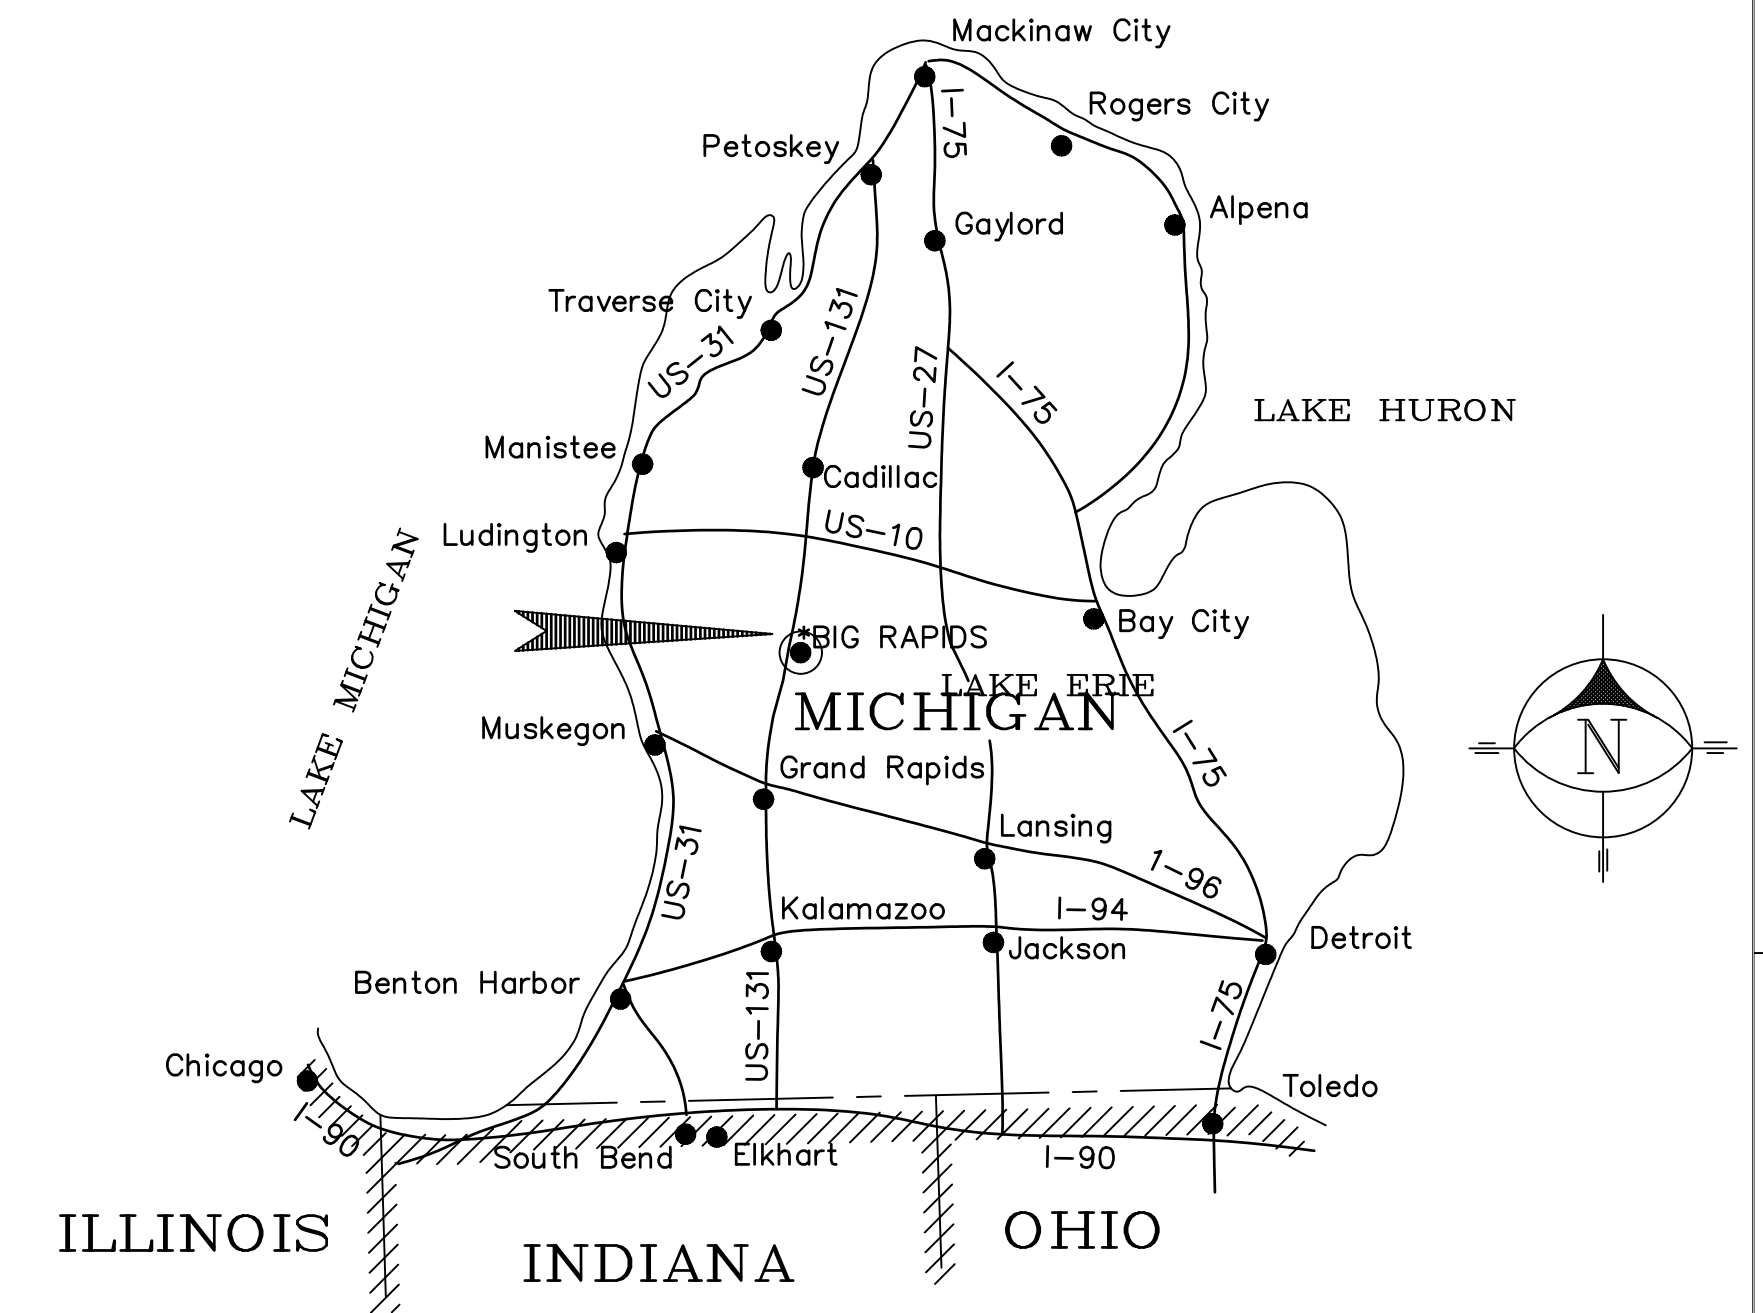 Mackinaw City
I-75
Rogers City
Petoskey
Alpena
Gaylord
Traverse City
US-31
US-131
US-27
I-75
LAKE HURON
Manistee
Cadillac
US-10
Ludington
LAKE MICHIGAN
Bay City
*BIG RAPIDS
LAKE ERIE
MICHIGAN
Muskegon
I-75
Grand Rapids
N
Lansing
US-31
1-96
Kalamazoo
I-94
Detroit
Jackson
Benton Harbor
US-131
I-75
Chicago
Toledo
I-90
South Bend
Elkhart
I-90
ILLINOIS
OHIO
INDIANA